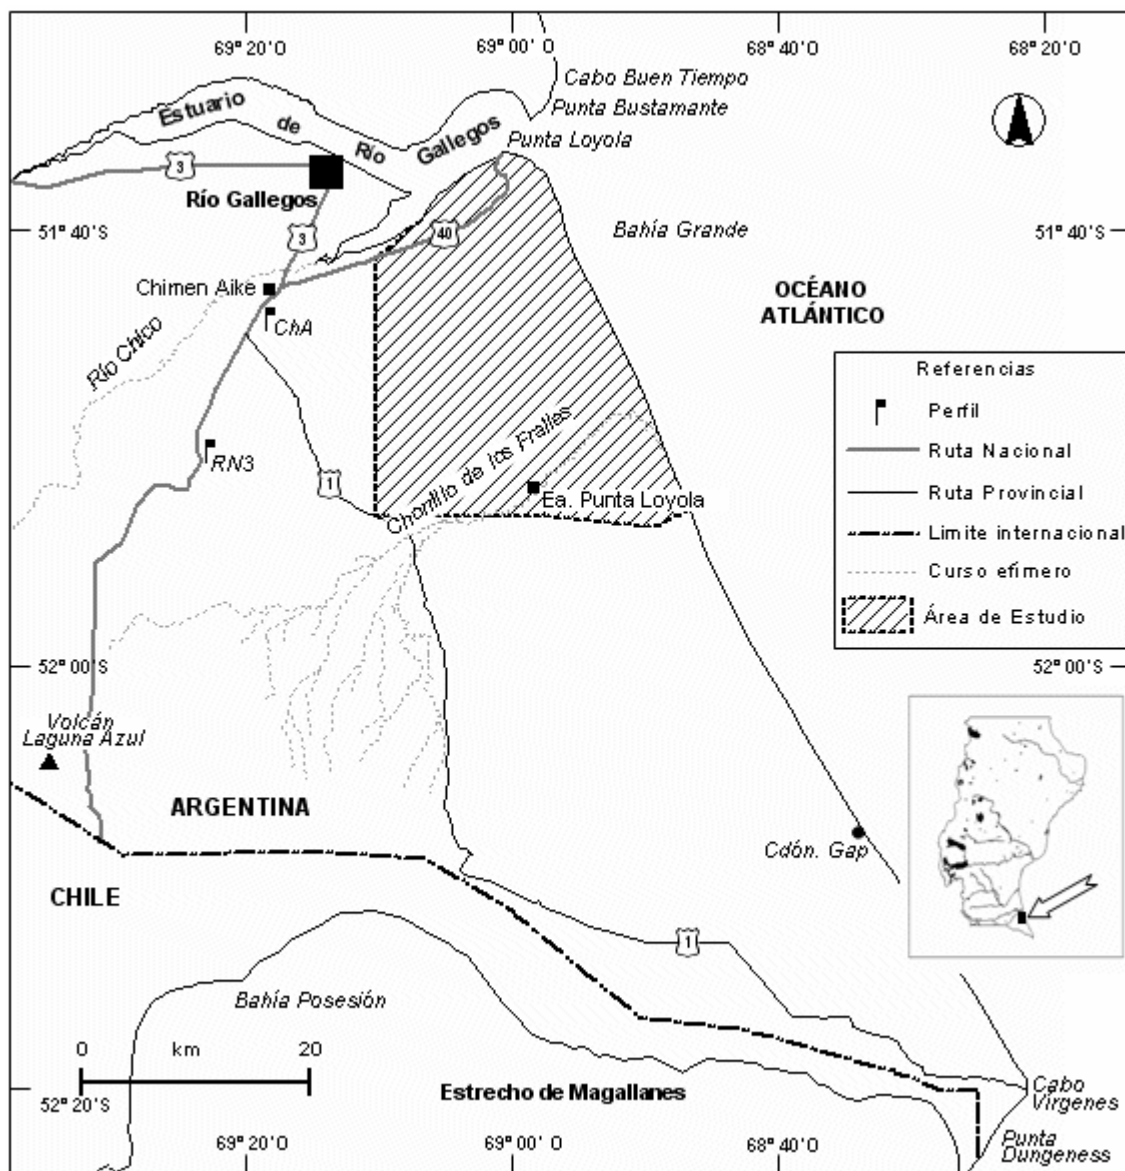 69° 20' O
69° 00' O
68° 40' O
68° 20' O
Cabo Buen Tiempo
Punta Bustamante
Punta Loyola
Estuario de Río Gallegos
3
Río Gallegos
3
40
51° 40'
Bahía Grande
51° 40'S
Chimen Aike
ChA
Río Chico
OCÉANO
ATLÁNTICO
Referencias
Perfil
Ruta Nacional
Ruta Provincial
Limite internacional
Curso efímero
Área de Estudio
RN3
1
Chorrillo de los Frailes
Ea. Punta Loyola
52° 00'S
52° 00'S
Volcán
Laguna Azul
ARGENTINA
Cdón. Gap
CHILE
1
Bahía Posesión
0 km 20
Estrecho de Magallanes
Cabo
Vírgenes
52° 20'S
Punta
Dungeness
69° 20' O
69° 00' O
68° 40' O